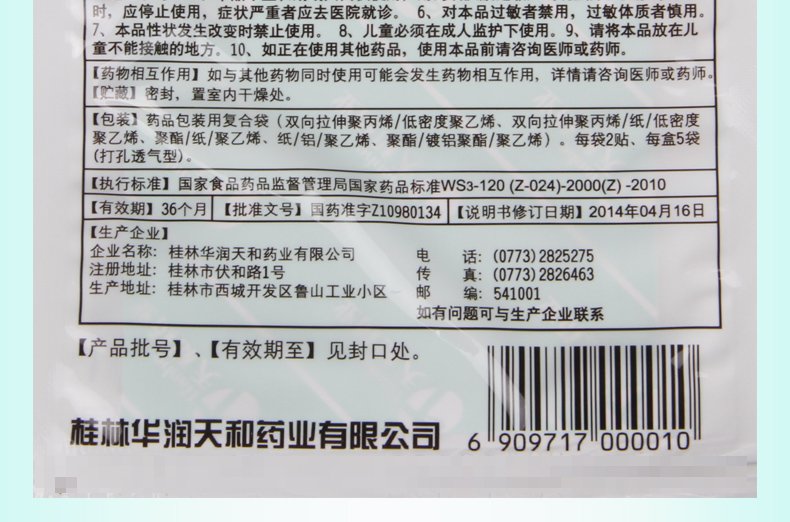 时，应停止使用，症状严重者应去医院就诊。 6、对本品过敏者禁用，过敏体质者慎用。
7、本品性状发生改变时禁止使用。 8、儿童必须在成人监护下使用。9、请将本品放在儿
童不能接触的地方。10、如正在使用其他药品，使用本品前请咨询医师或药师。
【药物相互作用】如与其他药物同时使用可能会发生药物相互作用，详情请咨询医师或药师。
【贮藏】密封，置室内干燥处。
【包装】药品包装用复合袋（双向拉伸聚丙烯/低密度聚乙烯、双向拉伸聚丙烯/纸/低密度
聚乙烯、聚酯/纸/聚乙烯、纸/铝/聚乙烯、聚酯/镀铝聚酯/聚乙烯）。每袋2贴、每盒5袋
(打孔透气型)。
【执行标准】国家食品药品监督管理局国家药品标准WS3-120 (Z-024)-2000(Z) -2010
【有效期】36个月 【批准文号】国药准字Z10980134 【说明书修订日期】2014年04月16日
【生产企业】
企业名称：桂林华润天和药业有限公司 电 话：(0773)2825275
注册地址：桂林市伏和路1号 传 真：(0773)2826463
生产地址：桂林市西城开发区鲁山工业小区 邮 编：541001
如有问题可与生产企业联系
【产品批号】、【有效期至】见封口处。
桂林华润天和药业有限公司
6 909717 000010